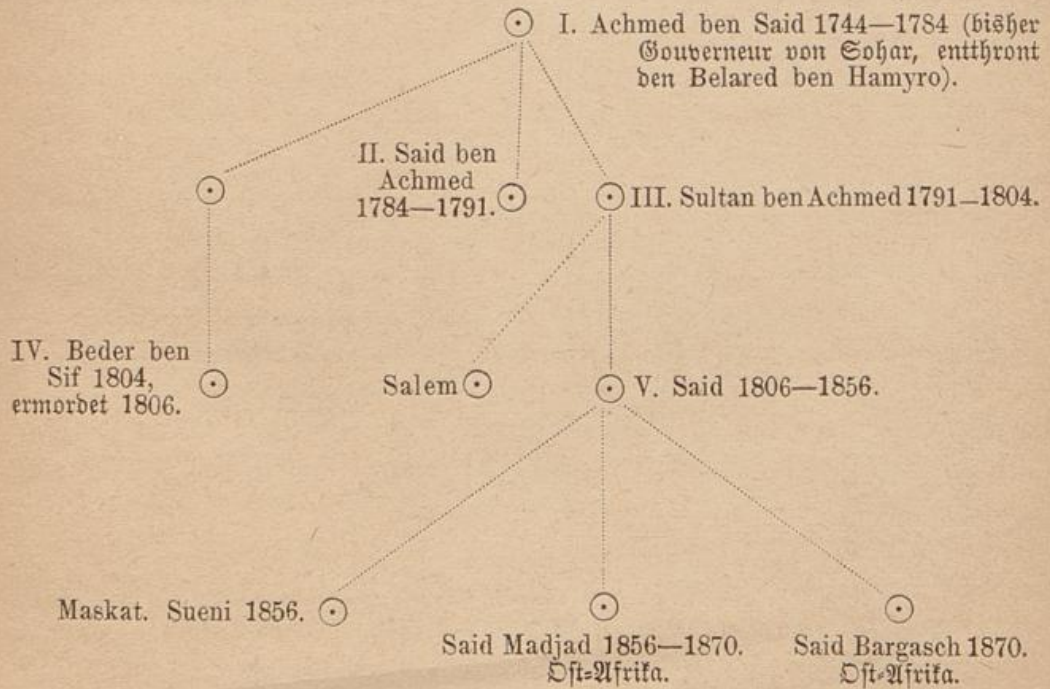 I. Achmed ben Said 1744—1784 (bisher
Gouverneur von Sohar, entthront
den Belared ben Hamyro).
II. Said ben
Achmed
1784—1791.
III. Sultan ben Achmed 1791—1804.
IV. Beder ben
Sif 1804,
ermordet 1806.
Salem
V. Said 1806—1856.
Maskat. Sueni 1856.
Said Madjad 1856—1870.
Ost-Afrika.
Said Bargasch 1870.
Ost-Afrika.